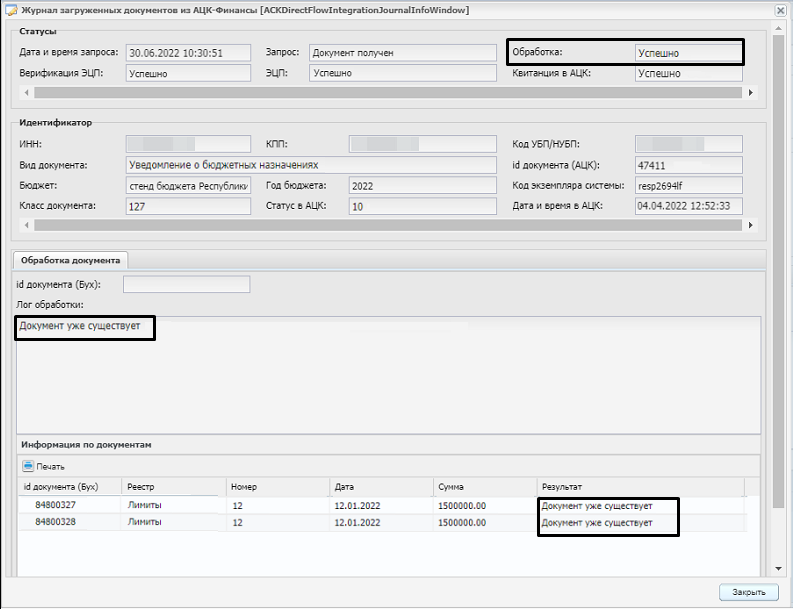 Журнал загруженных документов из АЦК-Финансы [ACKDirectFlowIntegrationJournalInfoWindow]
Статусы
Дата и время запроса: 30.06.2022 10:30:51 Запрос: Документ получен Обработка: Успешно
Верификация ЭЦП: Успешно ЭЦП: Успешно Квитанция в АЦК: Успешно
Идентификатор
ИНН: КПП: Код УБП/НУБП:
Вид документа: Уведомление о бюджетных назначениях id документа (АЦК): 47411
Бюджет: стенд бюджета Республики Год бюджета: 2022 Код экземпляра системы: resp2694lf
Класс документа: 127 Статус в АЦК: 10 Дата и время в АЦК: 04.04.2022 12:52:33
Обработка документа
id документа (Бух):
Лог обработки:
Документ уже существует
Информация по документам
Печать
id документа (Бух) Реестр Номер Дата Сумма Результат
84800327 Лимиты 12 12.01.2022 1500000.00 Документ уже существует
84800328 Лимиты 12 12.01.2022 1500000.00 Документ уже существует
Закрыть